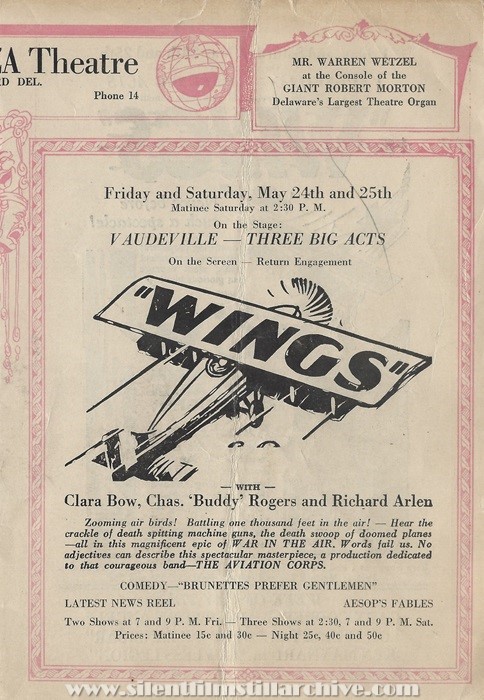 ZA Theatre
RD DEL.
Phone 14
MR. WARREN WETZEL
at the Console of the
GIANT ROBERT MORTON
Delaware's Largest Theatre Organ
Friday and Saturday, May 24th and 25th
Matinee Saturday at 2:30 P. M.
On the Stage:
VAUDEVILLE — THREE BIG ACTS
On the Screen — Return Engagement
"WINGS"
— WITH —
Clara Bow, Chas. 'Buddy' Rogers and Richard Arlen
Zooming air birds! Battling one thousand feet in the air! — Hear the
crackle of death spitting machine guns, the death swoop of doomed planes
—all in this magnificent epic of WAR IN THE AIR. Words fail us. No
adjectives can describe this spectacular masterpiece, a production dedicated
to that courageous band—THE AVIATION CORPS.
COMEDY—"BRUNETTES PREFER GENTLEMEN"
LATEST NEWS REEL AESOP'S FABLES
Two Shows at 7 and 9 P. M. Fri. — Three Shows at 2:30, 7 and 9 P. M. Sat.
Prices: Matinee 15c and 30c — Night 25c, 40c and 50c
www.silentfilmstillarchive.com